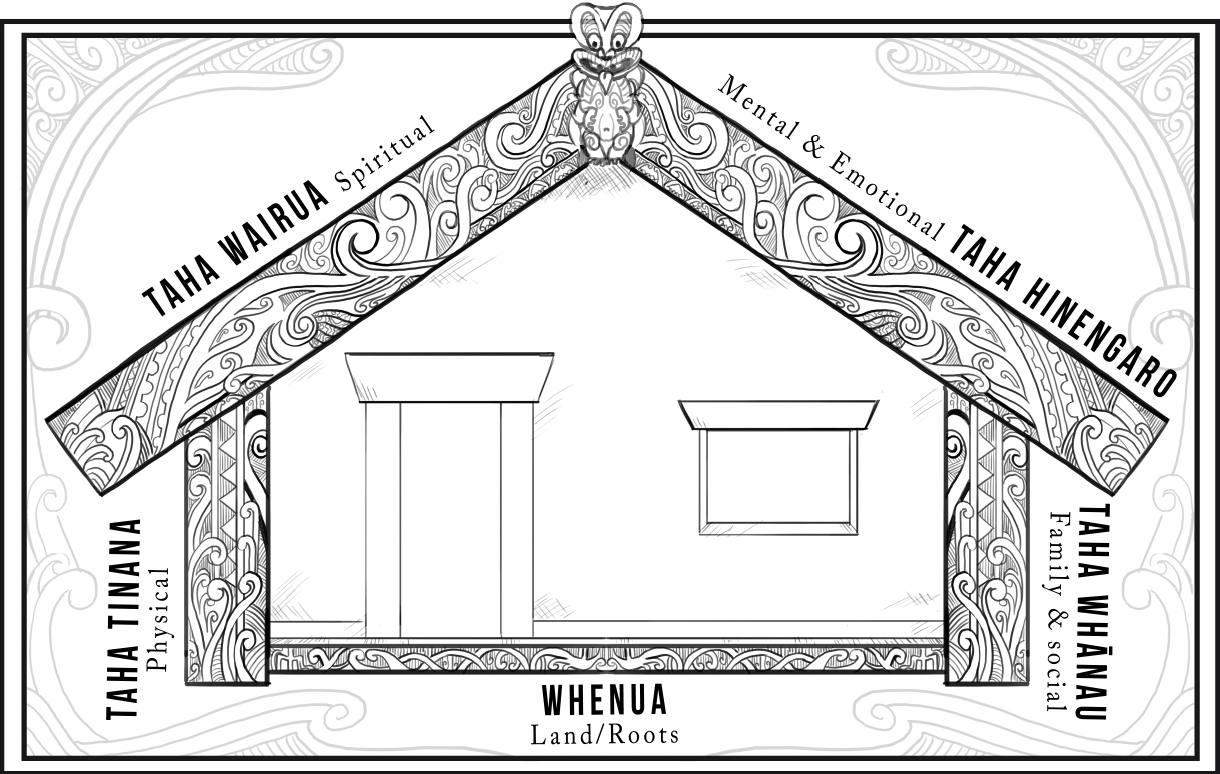 TAHA WAIRUA Spiritual
Mental & Emotional TAHA HINENGARO
TAHA TINANA
Physical
TAHA WHĀNAU
Family & social
WHENUA
Land/Roots